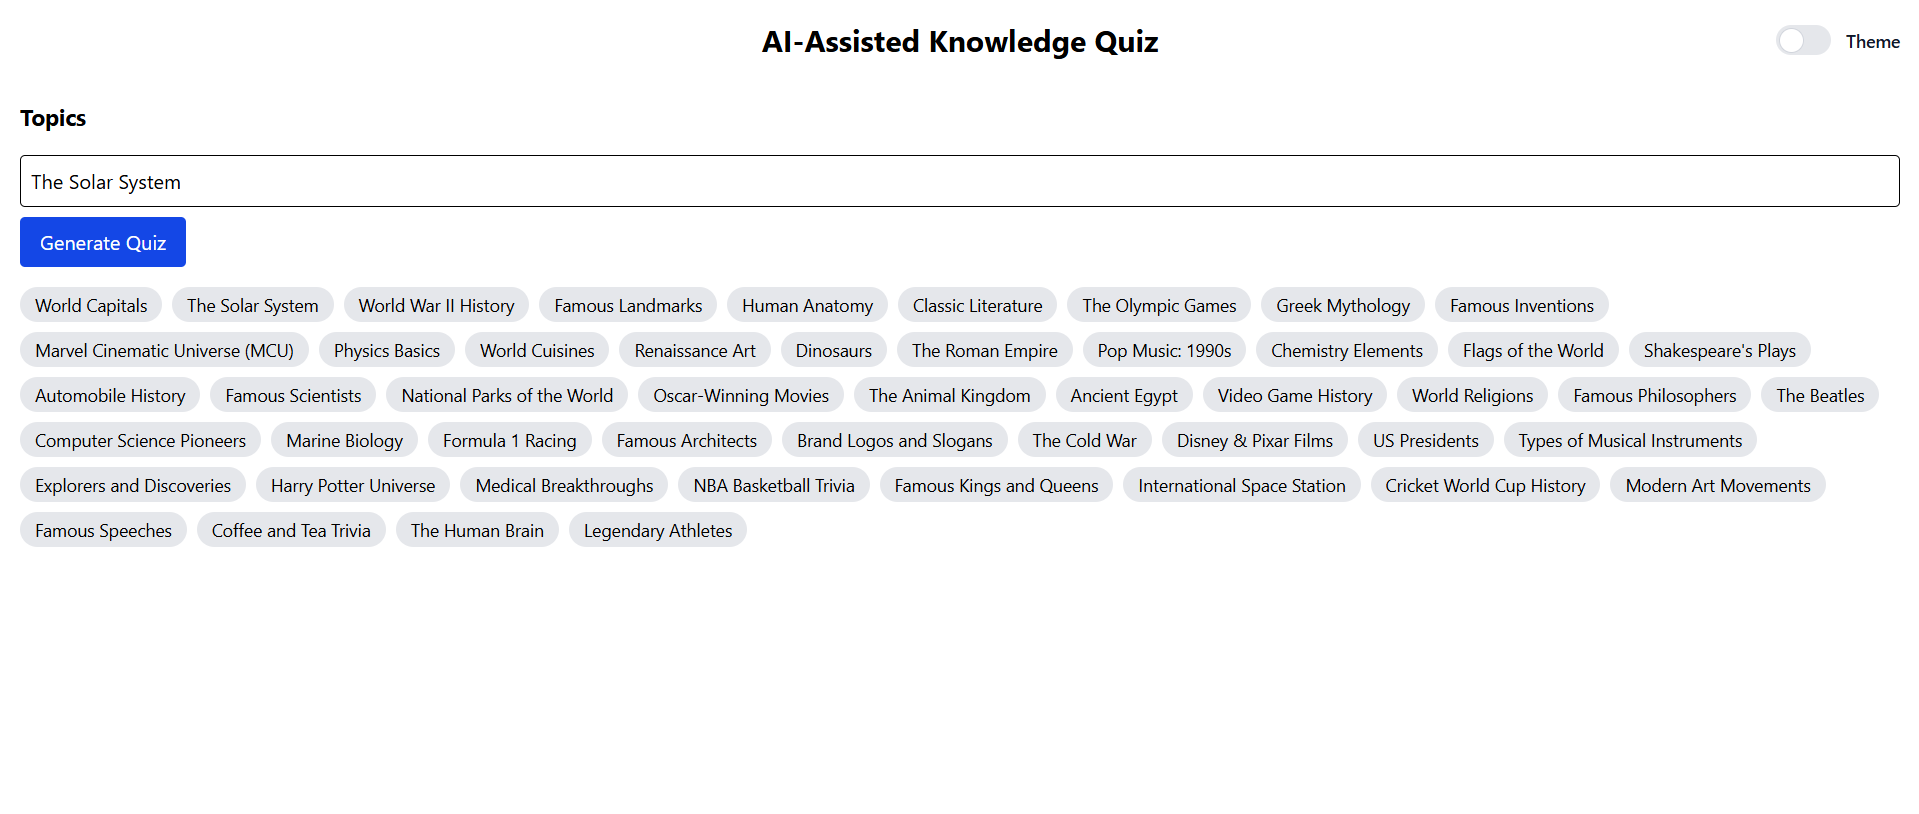 AI-Assisted Knowledge Quiz
Theme
Topics
The Solar System
Generate Quiz
World Capitals The Solar System World War II History Famous Landmarks Human Anatomy Classic Literature The Olympic Games Greek Mythology Famous Inventions
Marvel Cinematic Universe (MCU) Physics Basics World Cuisines Renaissance Art Dinosaurs The Roman Empire Pop Music: 1990s Chemistry Elements Flags of the World Shakespeare's Plays
Automobile History Famous Scientists National Parks of the World Oscar-Winning Movies The Animal Kingdom Ancient Egypt Video Game History World Religions Famous Philosophers The Beatles
Computer Science Pioneers Marine Biology Formula 1 Racing Famous Architects Brand Logos and Slogans The Cold War Disney & Pixar Films US Presidents Types of Musical Instruments
Explorers and Discoveries Harry Potter Universe Medical Breakthroughs NBA Basketball Trivia Famous Kings and Queens International Space Station Cricket World Cup History Modern Art Movements
Famous Speeches Coffee and Tea Trivia The Human Brain Legendary Athletes